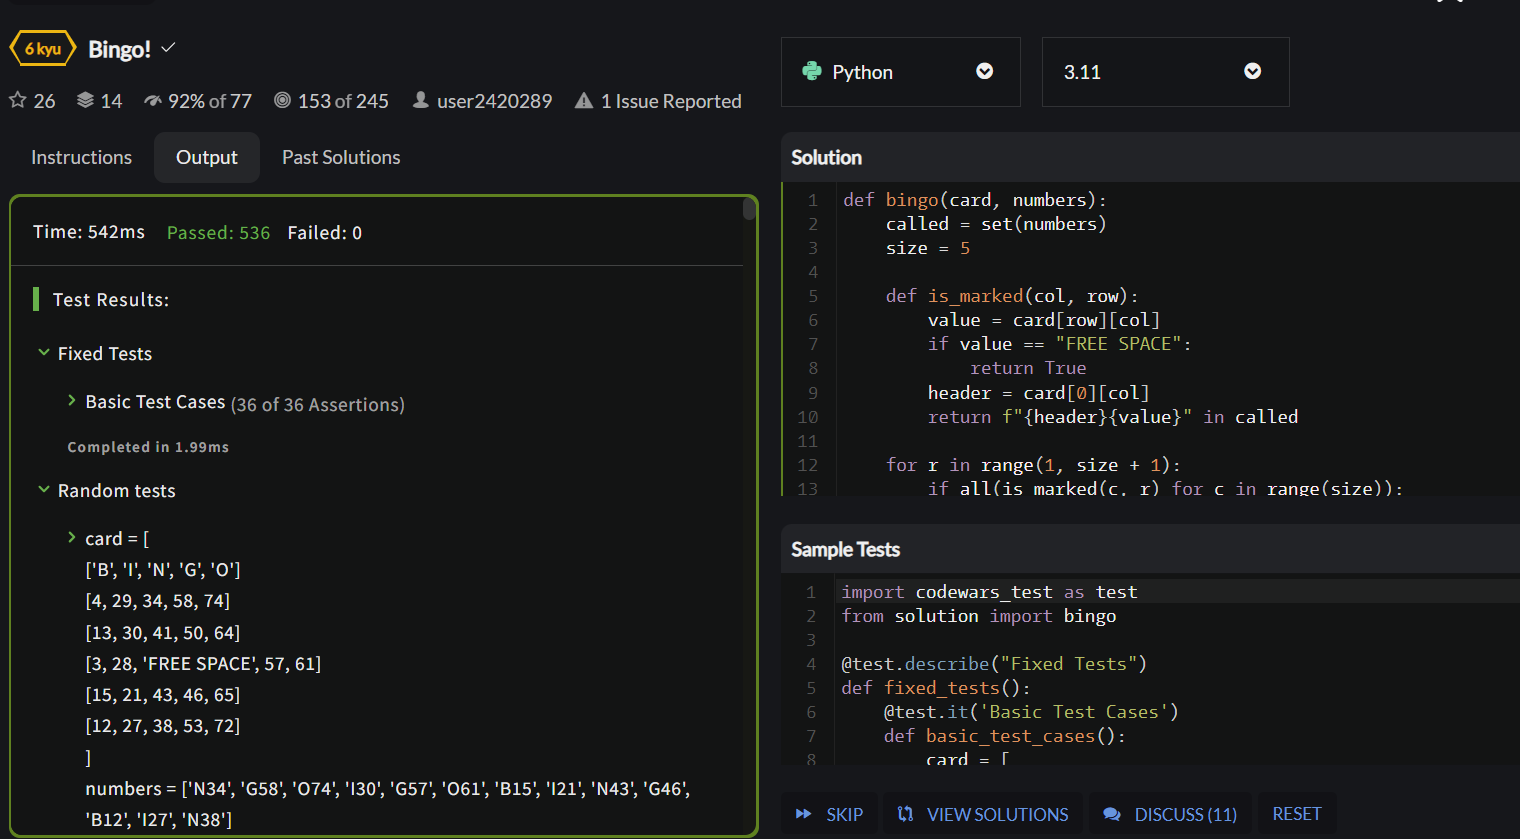 6 kyu Bingo!
26 14 92% of 77 153 of 245 user2420289 1 Issue Reported
Instructions Output Past Solutions
Time: 542ms Passed: 536 Failed: 0
Test Results:
Fixed Tests
Basic Test Cases (36 of 36 Assertions)
Completed in 1.99ms
Random tests
card = [
['B', 'I', 'N', 'G', 'O']
[4, 29, 34, 58, 74]
[13, 30, 41, 50, 64]
[3, 28, 'FREE SPACE', 57, 61]
[15, 21, 43, 46, 65]
[12, 27, 38, 53, 72]
]
numbers = ['N34', 'G58', 'O74', 'I30', 'G57', 'O61', 'B15', 'I21', 'N43', 'G46',
'B12', 'I27', 'N38']
Python 3.11
Solution
1 def bingo(card, numbers):
2 called = set(numbers)
3 size = 5
4
5 def is_marked(col, row):
6 value = card[row][col]
7 if value == "FREE SPACE":
8 return True
9 header = card[0][col]
10 return f"{header}{value}" in called
11
12 for r in range(1, size + 1):
13 if all(is_marked(c, r) for c in range(size)):
Sample Tests
1 import codewars_test as test
2 from solution import bingo
3
4 @test.describe("Fixed Tests")
5 def fixed_tests():
6 @test.it('Basic Test Cases')
7 def basic_test_cases():
8 card = [
SKIP VIEW SOLUTIONS DISCUSS (11) RESET